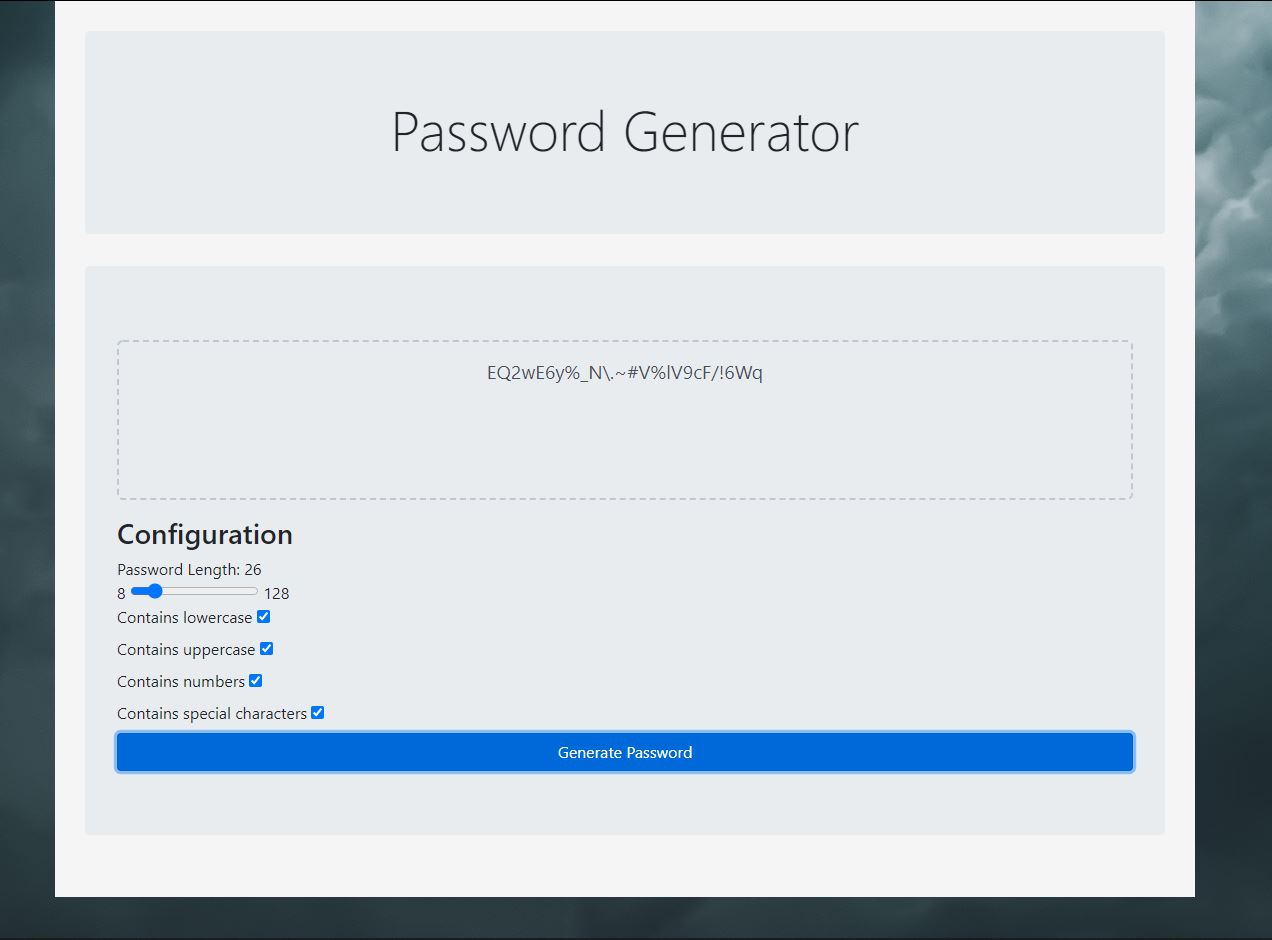 Password Generator
EQ2wE6y%_N\.~#V%lV9cF/!6Wq
Configuration
Password Length: 26
8 128
Contains lowercase
Contains uppercase
Contains numbers
Contains special characters
Generate Password